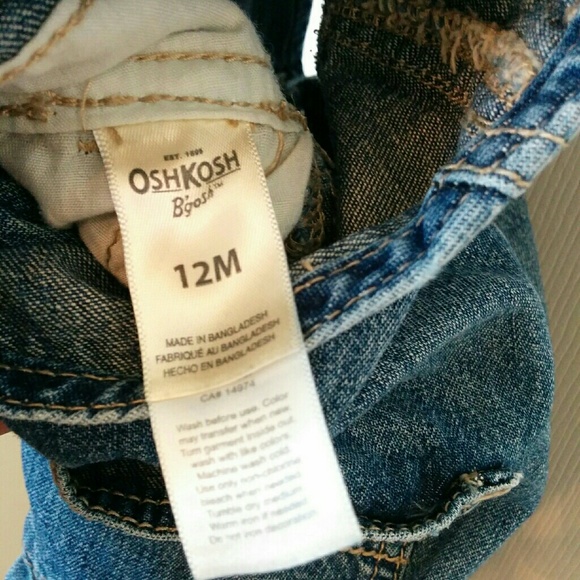 EST. 1895
OSHKOSH
B'gosh™
12M
MADE IN BANGLADESH
FABRIQUÉ AU BANGLADESH
HECHO EN BANGLADESH
CA# 14974
Wash before use. Color
may transfer when new.
Turn garment inside out,
wash with like colors.
Machine wash cold.
Use only non-chlorine
bleach when needed.
Tumble dry medium.
Warm iron if needed.
Do not iron decoration